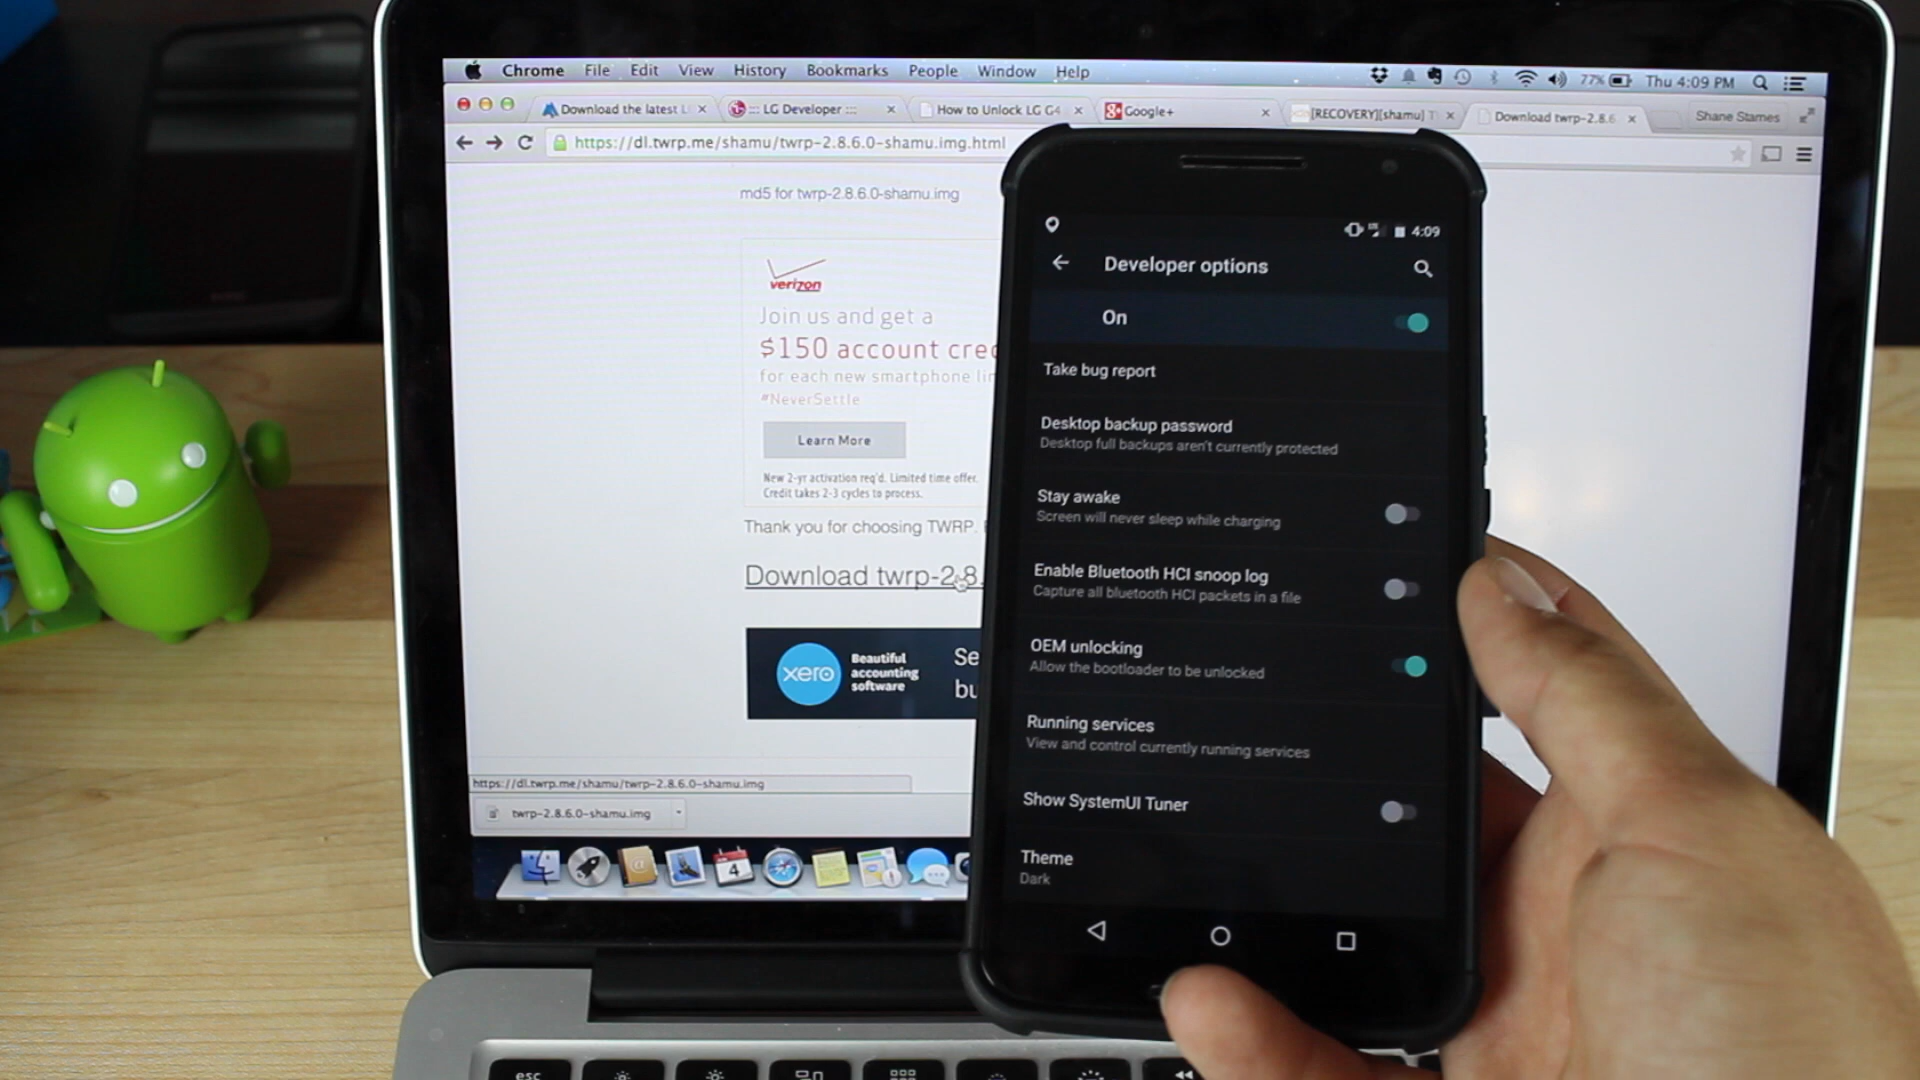 Chrome File Edit View History Bookmarks People Window Help
77% Thu 4:09 PM
Download the latest
LG Developer :::
How to Unlock LG G4
Google+
[RECOVERY][shamu] T
Download twrp-2.8.6
Shane Starnes
https://dl.twrp.me/shamu/twrp-2.8.6.0-shamu.img.html
md5 for twrp-2.8.6.0-shamu.img
verizon
Join us and get a
$150 account cre
for each new smartphone lin
#NeverSettle
Learn More
New 2-yr activation req'd. Limited time offer.
Credit takes 2-3 cycles to process.
Thank you for choosing TWRP.
Download twrp-2.8.
xero
Beautiful
accounting
software
Se
bu
https://dl.twrp.me/shamu/twrp-2.8.6.0-shamu.img
twrp-2.8.6.0-shamu.img
4
4:09
Developer options
On
Take bug report
Desktop backup password
Desktop full backups aren't currently protected
Stay awake
Screen will never sleep while charging
Enable Bluetooth HCI snoop log
Capture all bluetooth HCI packets in a file
OEM unlocking
Allow the bootloader to be unlocked
Running services
View and control currently running services
Show SystemUI Tuner
Theme
Dark
esc